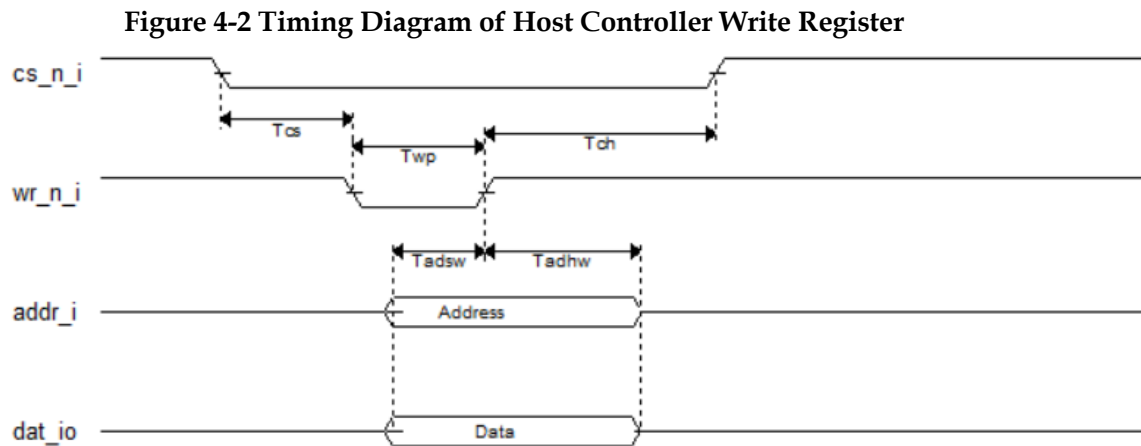 Figure 4-2 Timing Diagram of Host Controller Write Register
cs_n_i
Tcs
Twp
Tch
wr_n_i
Tadsw
Tadhw
addr_i
Address
dat_io
Data